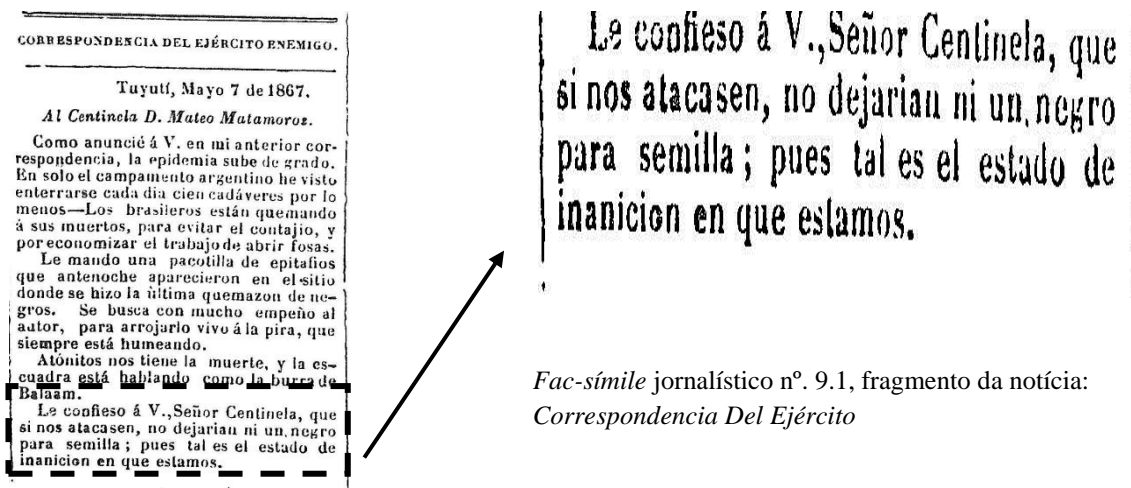 CORRESPONDENCIA DEL EJÉRCITO ENEMIGO.
Tuyutí, Mayo 7 de 1867.
Al Centinela D. Mateo Matamoros.
Como anuncié á V. en mi anterior cor-
respondencia, la epidemia sube de grado.
En solo el campamento argentino he visto
enterrarse cada dia cien cadáveres por lo
menos—Los brasileros están quemando
á sus muertos, para evitar el contajio, y
por economizar el trabajo de abrir fosas.
Le mando una pacotilla de epitafios
que antenoche aparecieron en el sitio
donde se hizo la última quemazon de ne-
gros. Se busca con mucho empeño al
autor, para arrojarlo vivo á la pira, que
siempre está humeando.
Atónitos nos tiene la muerte, y la es-
cuadra está hablando como la burra de
Balaam.
Le confieso á V., Señor Centinela, que
si nos atacasen, no dejarian ni un negro
para semilla; pues tal es el estado de
inanicion en que estamos.
Le confieso á V., Señor Centinela, que
si nos atacasen, no dejarian ni un negro
para semilla; pues tal es el estado de
inanicion en que estamos.
Fac-símile jornalístico nº. 9.1, fragmento da notícia:
Correspondencia Del Ejército